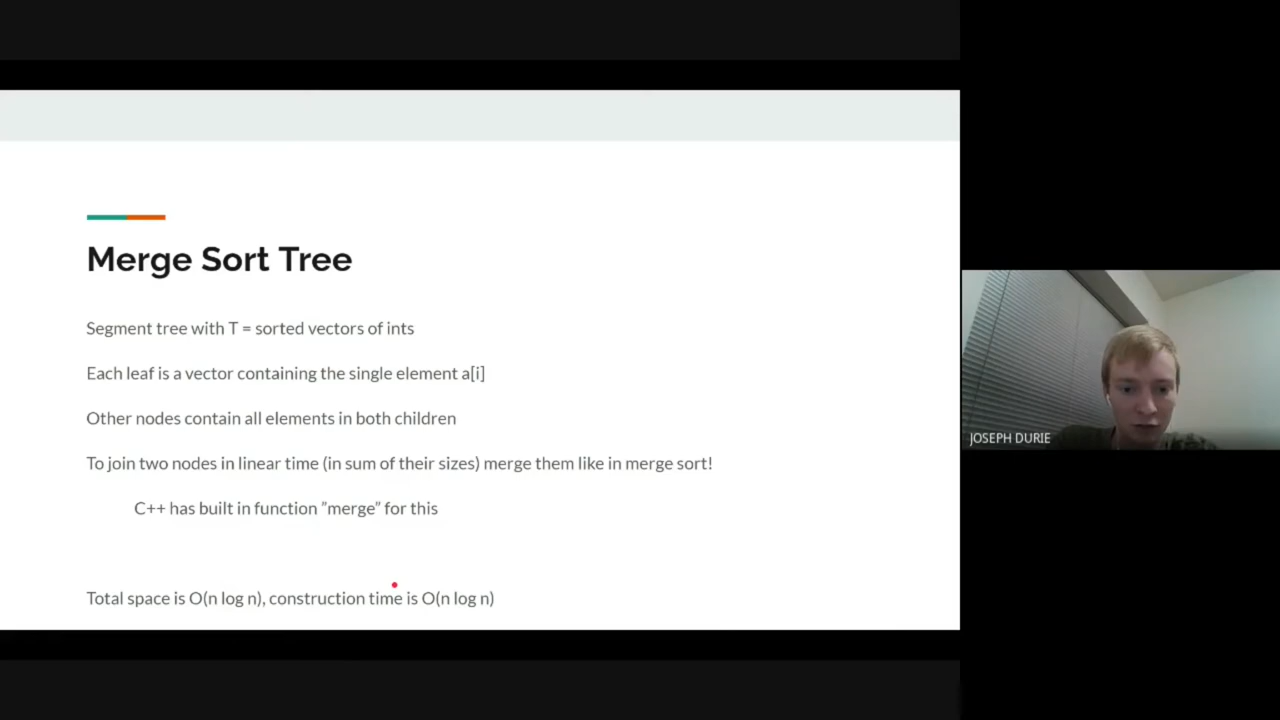 Merge Sort Tree
Segment tree with T = sorted vectors of ints
Each leaf is a vector containing the single element a[i]
Other nodes contain all elements in both children
To join two nodes in linear time (in sum of their sizes) merge them like in merge sort!
C++ has built in function ”merge” for this
Total space is O(n log n), construction time is O(n log n)
JOSEPH DURIE